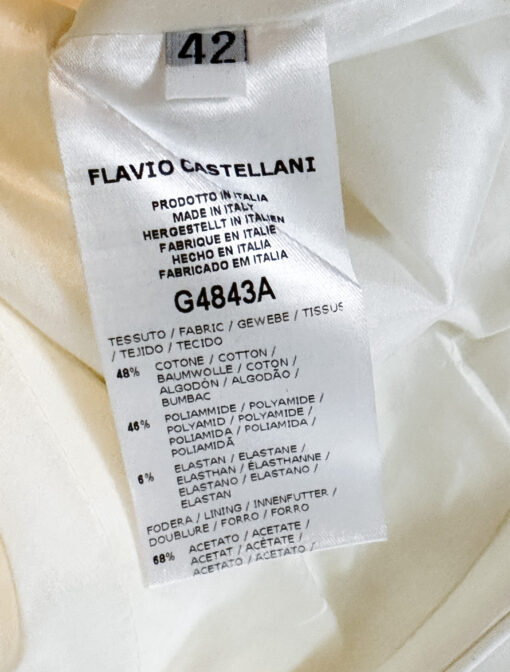 42
FLAVIO CASTELLANI
PRODOTTO IN ITALIA
MADE IN ITALY
HERGESTELLT IN ITALIEN
FABRIQUE EN ITALIE
HECHO EN ITALIA
FABRICADO EM ITALIA
G4843A
TESSUTO / FABRIC / GEWEBE / TISSUS
/ TEJIDO / TECIDO
48% COTONE / COTTON /
BAUMWOLLE / COTON /
ALGODÓN / ALGODÃO /
BUMBAC
46% POLIAMMIDE / POLYAMIDE /
POLYAMID / POLYAMIDE /
POLIAMIDA / POLIAMIDA /
POLIAMIDĂ
6% ELASTAN / ELASTANE /
ELASTHAN / ÉLASTHANNE /
ELASTANO / ELASTANO /
ELASTAN
FODERA / LINING / INNENFUTTER /
DOUBLURE / FORRO / FORRO
68% ACETATO / ACETATE /
ACETAT / ACÉTATE /
ACETATO / ACETATO /